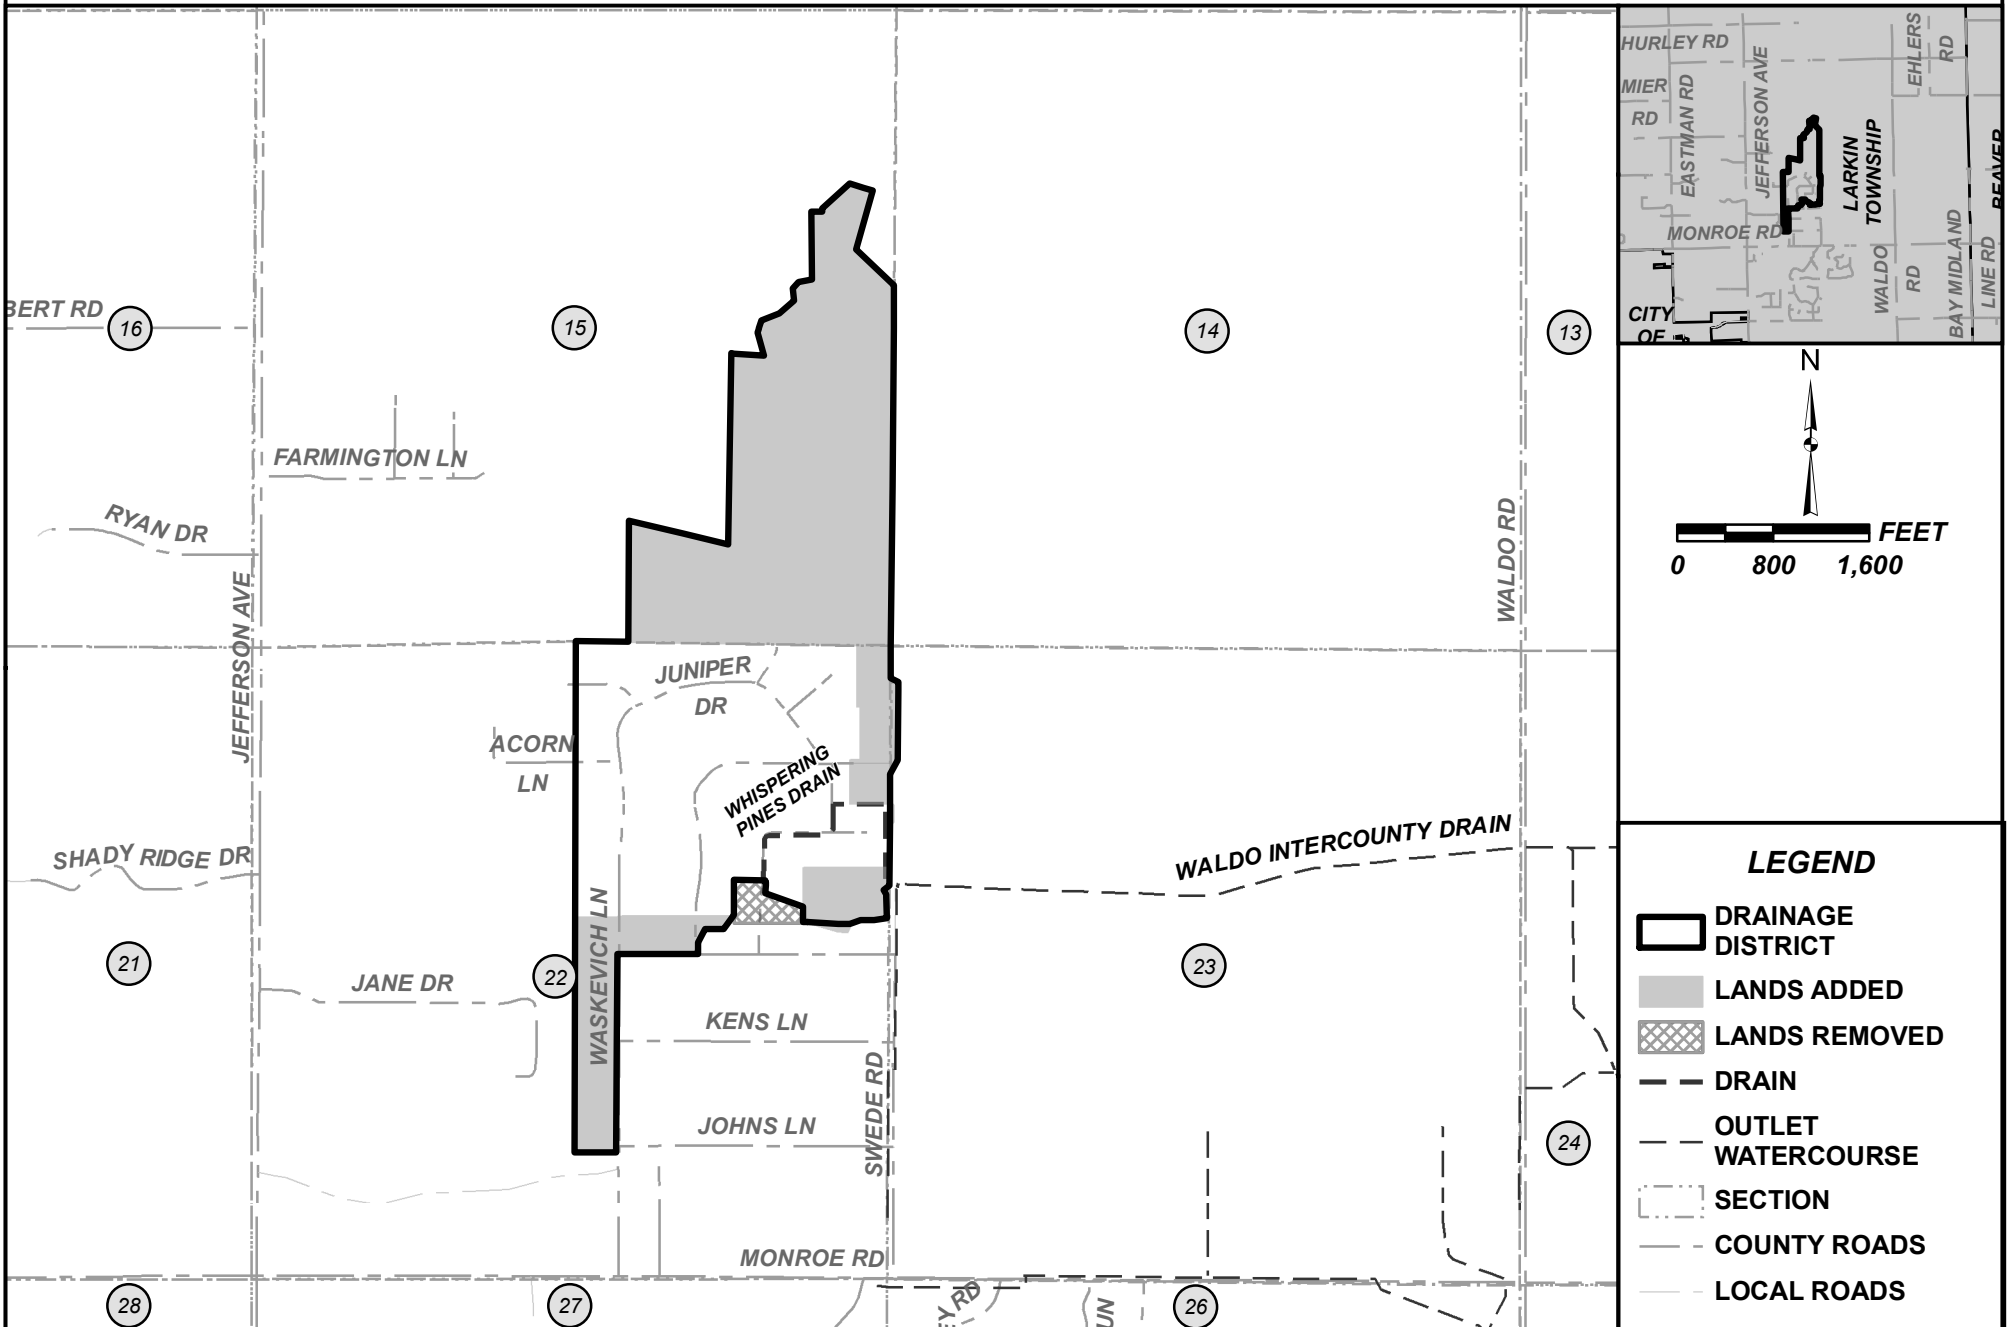 BERT RD
16
15
14
13
FARMINGTON LN
RYAN DR
JEFFERSON AVE
WALDO RD
JUNIPER
DR
ACORN
LN
WHISPERING
PINES DRAIN
WALDO INTERCOUNTY DRAIN
SHADY RIDGE DR
WASKEVICH LN
21
22
23
JANE DR
KENS LN
SWEDE RD
JOHNS LN
24
MONROE RD
28
27
EY RD
UN
26
HURLEY RD
MIER
RD
EASTMAN RD
JEFFERSON AVE
EHLERS
RD
LARKIN
TOWNSHIP
BEAVER
MONROE RD
WALDO
RD
BAY MIDLAND
LINE RD
CITY
OF
N
FEET
0 800 1,600
LEGEND
DRAINAGE
DISTRICT
LANDS ADDED
LANDS REMOVED
DRAIN
OUTLET
WATERCOURSE
SECTION
COUNTY ROADS
LOCAL ROADS